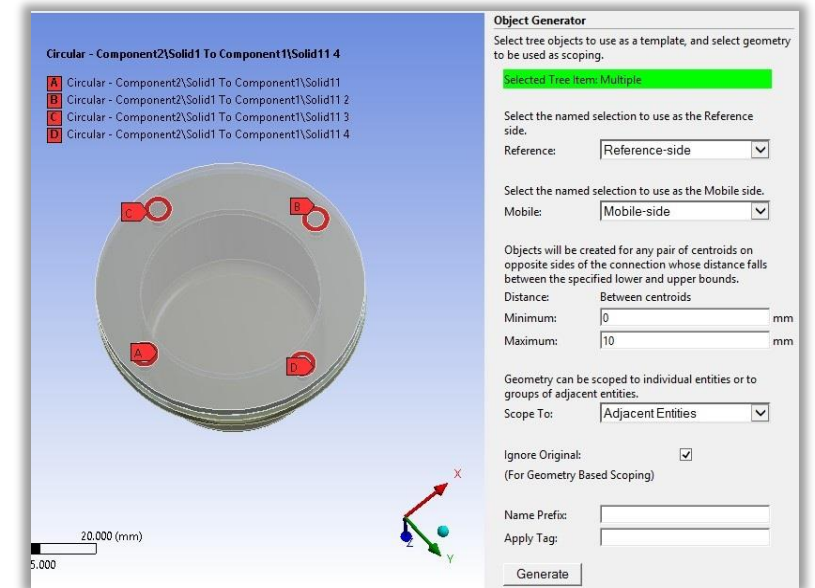 Circular - Component2\Solid1 To Component1\Solid11 4
A Circular - Component2\Solid1 To Component1\Solid11
B Circular - Component2\Solid1 To Component1\Solid11 2
C Circular - Component2\Solid1 To Component1\Solid11 3
D Circular - Component2\Solid1 To Component1\Solid11 4
C
B
A
D
X
Z
Y
20.000 (mm)
5.000
Object Generator
Select tree objects to use as a template, and select geometry
to be used as scoping.
Selected Tree Item: Multiple
Select the named selection to use as the Reference
side.
Reference: Reference-side
Select the named selection to use as the Mobile side.
Mobile: Mobile-side
Objects will be created for any pair of centroids on
opposite sides of the connection whose distance falls
between the specified lower and upper bounds.
Distance: Between centroids
Minimum: 0 mm
Maximum: 10 mm
Geometry can be scoped to individual entities or to
groups of adjacent entities.
Scope To: Adjacent Entities
Ignore Original:
(For Geometry Based Scoping)
Name Prefix:
Apply Tag:
Generate